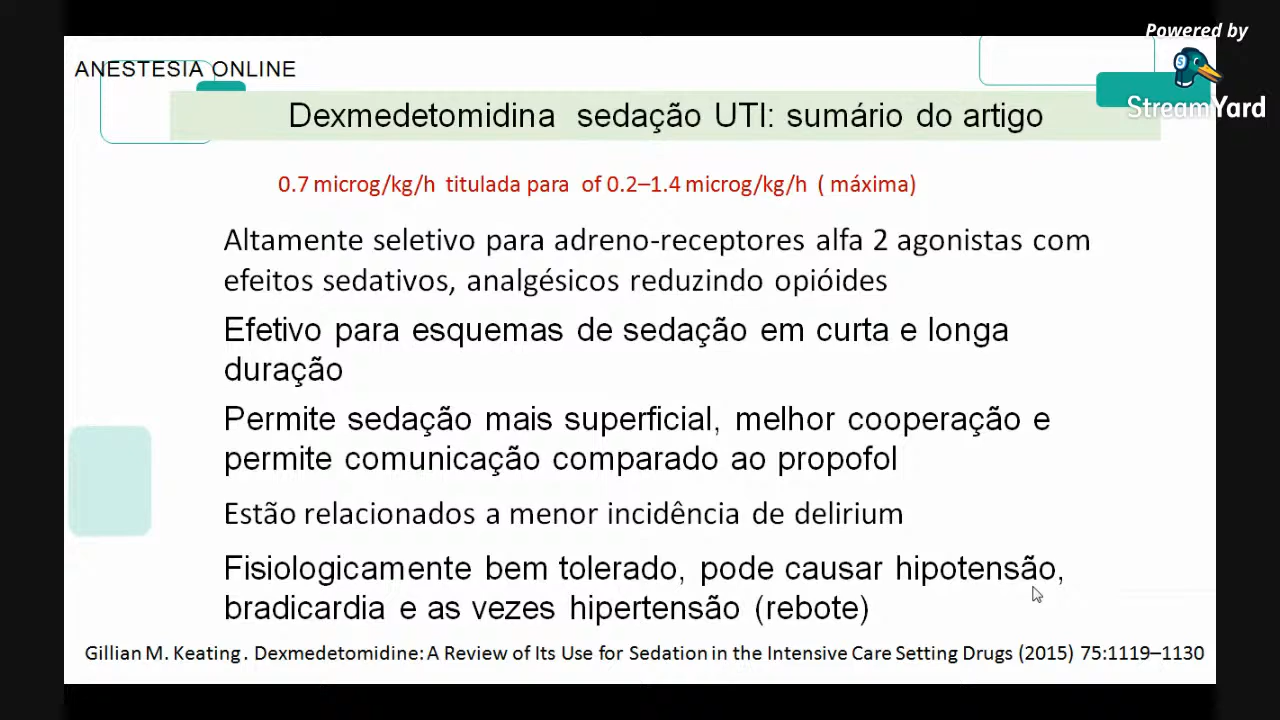 Powered by
StreamYard
ANESTESIA ONLINE
Dexmedetomidina sedação UTI: sumário do artigo
0.7 microg/kg/h titulada para of 0.2–1.4 microg/kg/h ( máxima)
Altamente seletivo para adreno-receptores alfa 2 agonistas com
efeitos sedativos, analgésicos reduzindo opióides
Efetivo para esquemas de sedação em curta e longa
duração
Permite sedação mais superficial, melhor cooperação e
permite comunicação comparado ao propofol
Estão relacionados a menor incidência de delirium
Fisiologicamente bem tolerado, pode causar hipotensão,
bradicardia e as vezes hipertensão (rebote)
Gillian M. Keating . Dexmedetomidine: A Review of Its Use for Sedation in the Intensive Care Setting Drugs (2015) 75:1119–1130